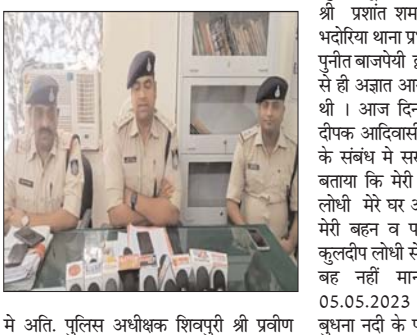 मे अति. पुलिस अधीक्षक शिवपुरी श्री प्रवीण
श्री प्रशांत शम
भदोरिया थाना प्र
पुनीत बाजपेयी
से ही अज्ञात आ
थी । आज दिन
दीपक आदिवासी
के संबंध मे
बताया कि मेरी
लोधी मेरे घर अ
मेरी बहन व प
कुलदीप लोधी से
बह नहीं मान
05.05.2023
बुधना नदी के प